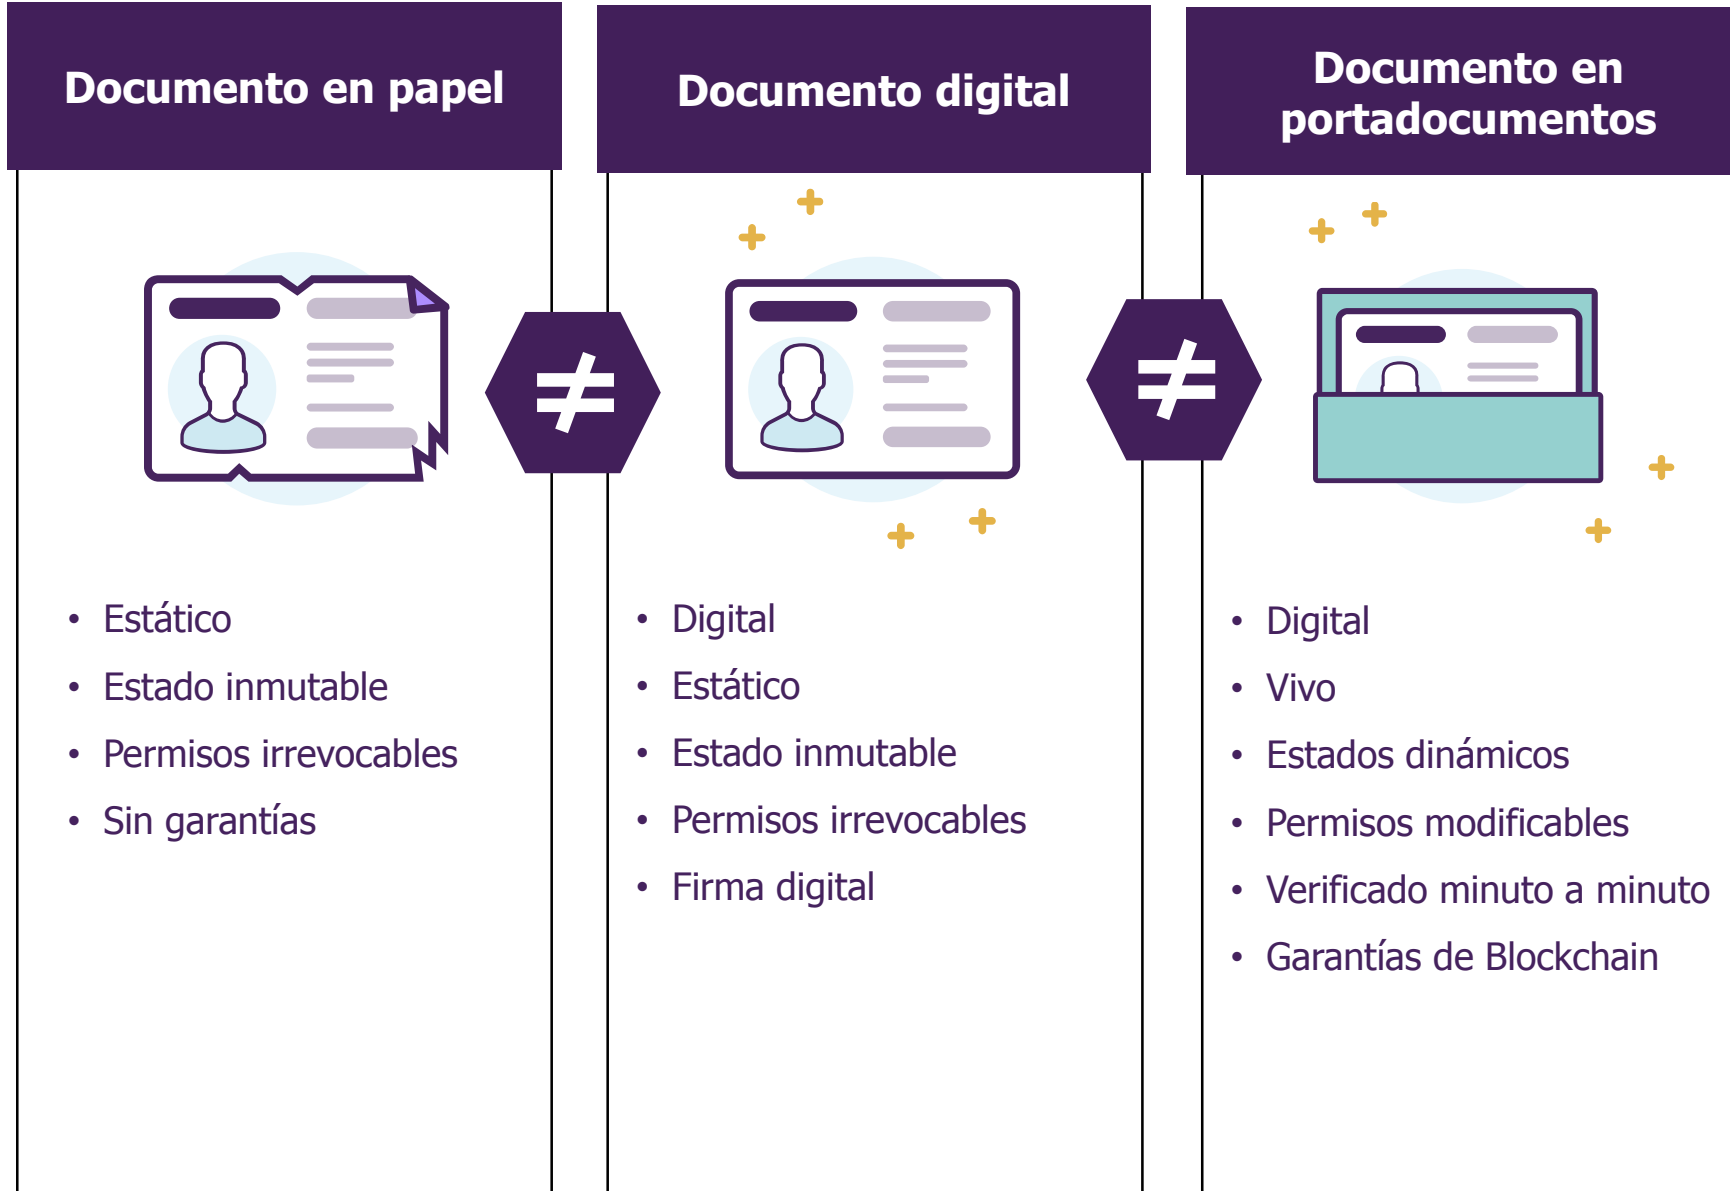 Documento en papel
• Estático
• Estado inmutable
• Permisos irrevocables
• Sin garantías
≠
Documento digital
• Digital
• Estático
• Estado inmutable
• Permisos irrevocables
• Firma digital
≠
Documento en
portadocumentos
• Digital
• Vivo
• Estados dinámicos
• Permisos modificables
• Verificado minuto a minuto
• Garantías de Blockchain